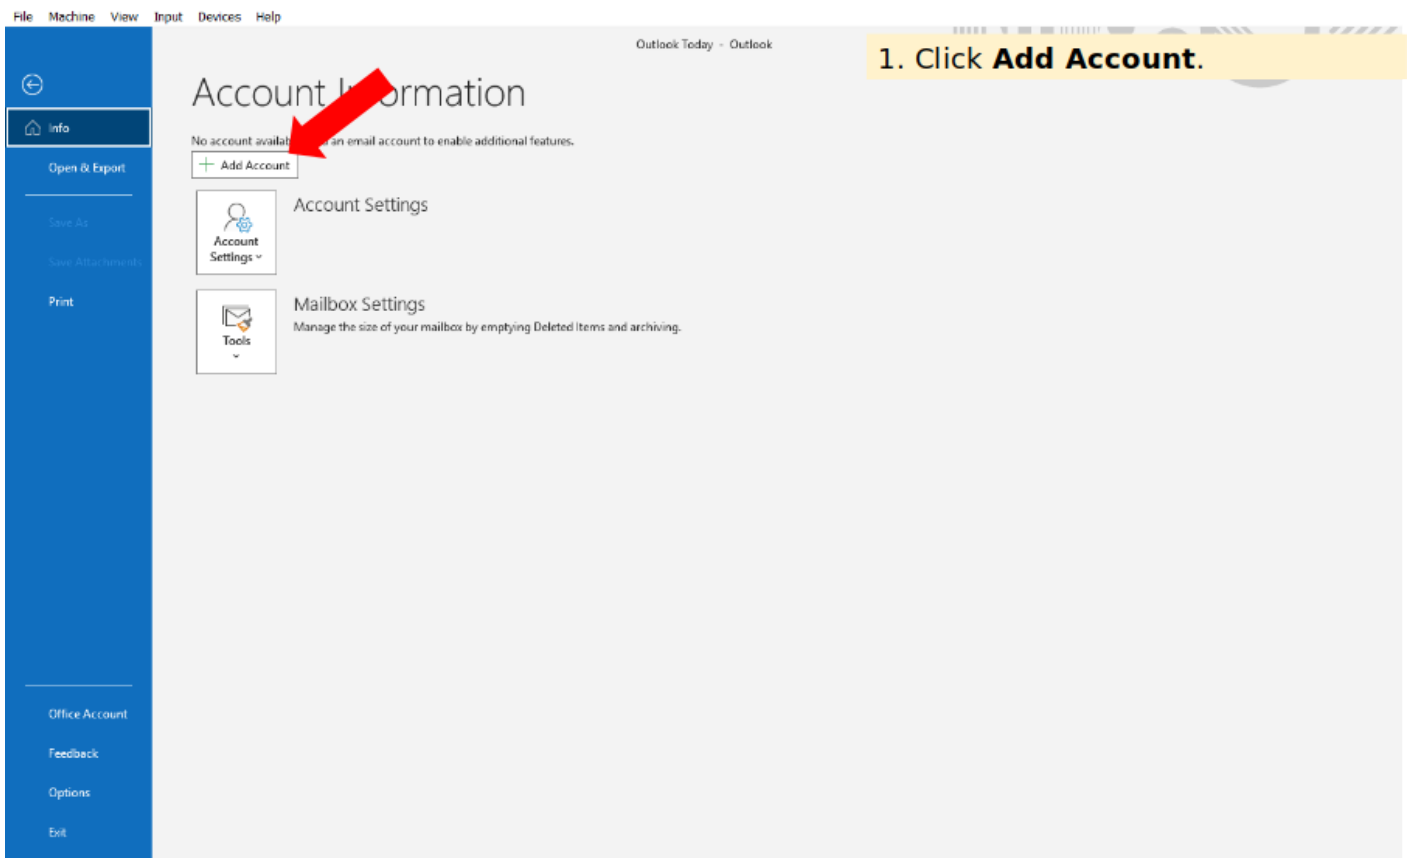 File Machine View Input Devices Help
Outlook Today - Outlook
1. Click Add Account.
Account In ormation
Info
No account availab an email account to enable additional features.
+ Add Account
Open & Export
Account Settings
Account
Settings
Save As
Save Attachments
Print
Mailbox Settings
Manage the size of your mailbox by emptying Deleted Items and archiving.
Tools
Office Account
Feedback
Options
Exit